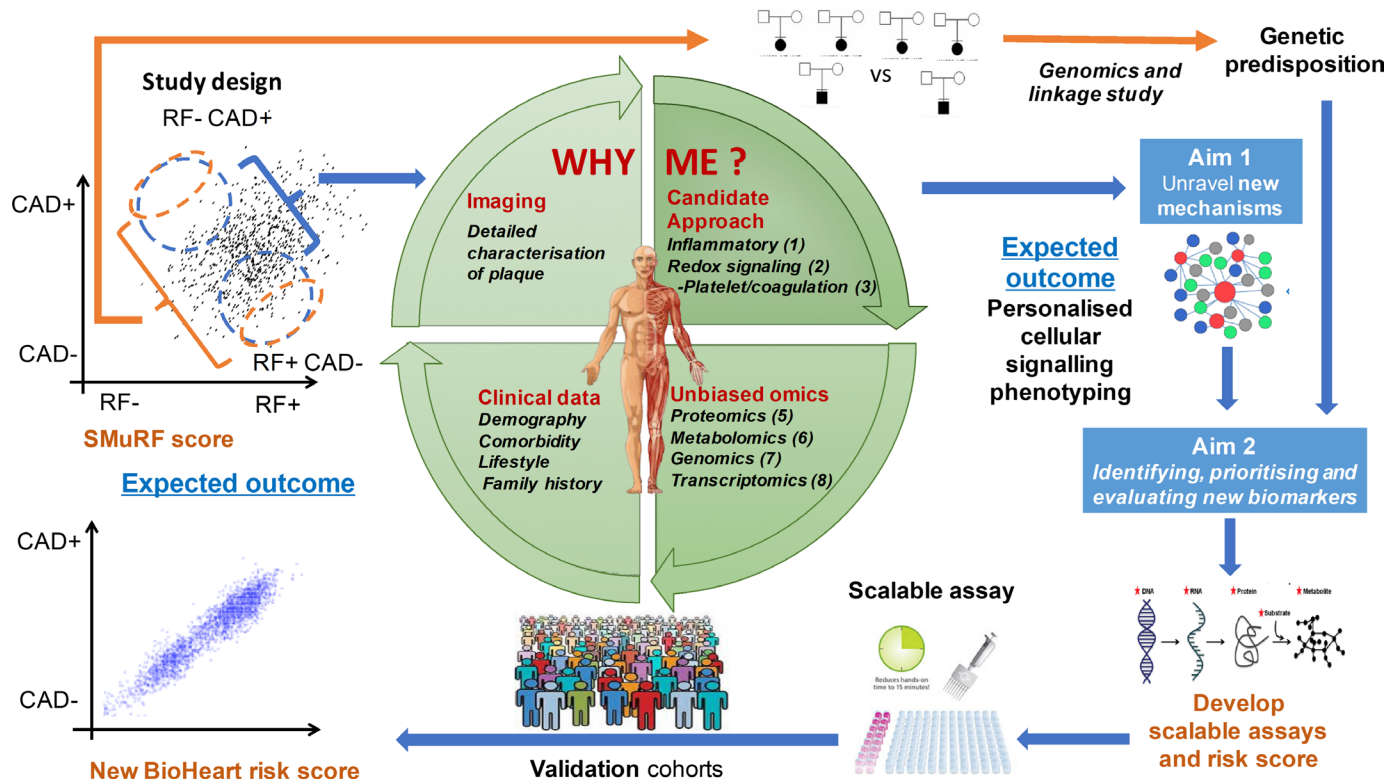 Study design
RF- CAD+
CAD+
CAD-
RF+ CAD-
RF-
RF+
SMuRF score
Expected outcome
CAD+
CAD-
New BioHeart risk score
WHY ME ?
Imaging
Detailed
characterisation
of plaque
Candidate
Approach
Inflammatory (1)
Redox signaling (2)
-Platelet/coagulation (3)
Clinical data
Demography
Comorbidity
Lifestyle
Family history
Unbiased omics
Proteomics (5)
Metabolomics (6)
Genomics (7)
Transcriptomics (8)
vs
Genomics and
linkage study
Genetic
predisposition
Aim 1
Unravel new
mechanisms
Expected
outcome
Personalised
cellular
signalling
phenotyping
Aim 2
Identifying, prioritising and
evaluating new biomarkers
DNA
RNA
Protein
Metabolite
Substrate
Develop
scalable assays
and risk score
Scalable assay
Reduces hands-on
time to 15 minutes!
Validation cohorts